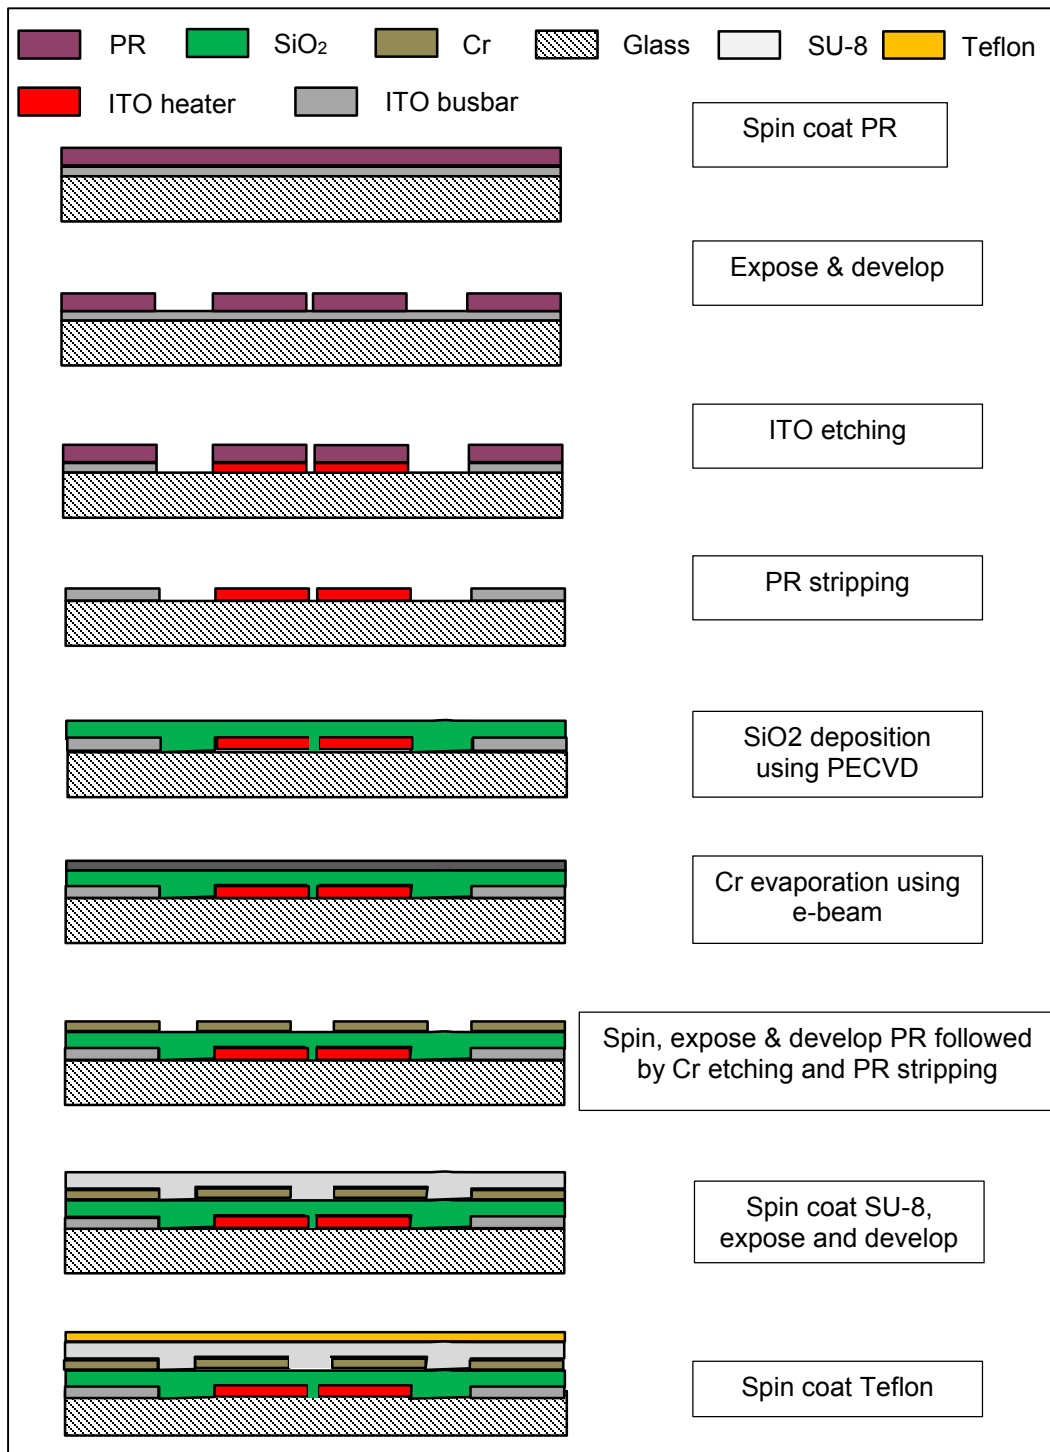 PR SiO₂ Cr Glass SU-8 Teflon
ITO heater ITO busbar
Spin coat PR
Expose & develop
ITO etching
PR stripping
SiO2 deposition
using PECVD
Cr evaporation using
e-beam
Spin, expose & develop PR followed
by Cr etching and PR stripping
Spin coat SU-8,
expose and develop
Spin coat Teflon